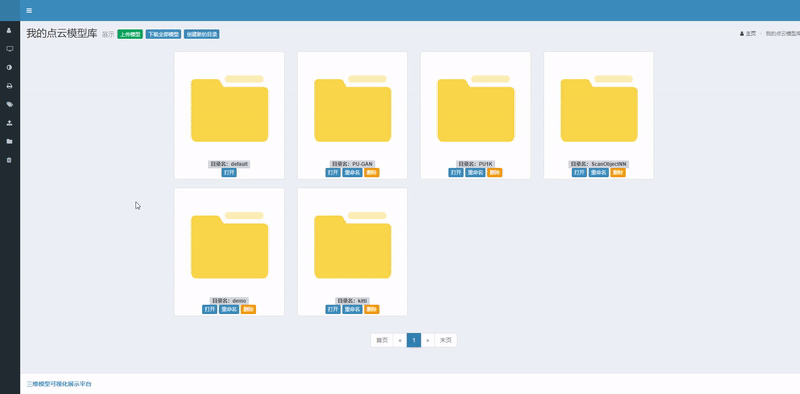 我的点云模型库 展示 上传模型 下载全部模型 创建新的目录
主页 我的点云模型库
目录名: default
打开
目录名: PU-GAN
打开 重命名 删除
目录名: PU1K
打开 重命名 删除
目录名: ScanObjectNN
打开 重命名 删除
目录名: demo
打开 重命名 删除
目录名: kitti
打开 重命名 删除
首页 « 1 » 末页
三维模型可视化展示平台